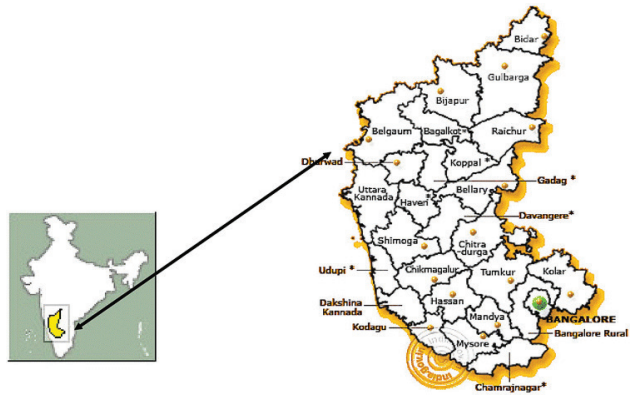 Bidar
Gulbarga
Bijapur
Belgaum
Bagalkot*
Raichur
Dharwad
Koppal *
Gadag *
Uttara
Kannada
Haveri *
Bellary
Davangere*
Shimoga
Chitra
durga
Udupi *
Chikmagalur
Tumkur
Kolar
Dakshina
Kannada
Hassan
Mandya
BANGALORE
Kodagu
Bangalore Rural
Mysore
Chamrajnagar*